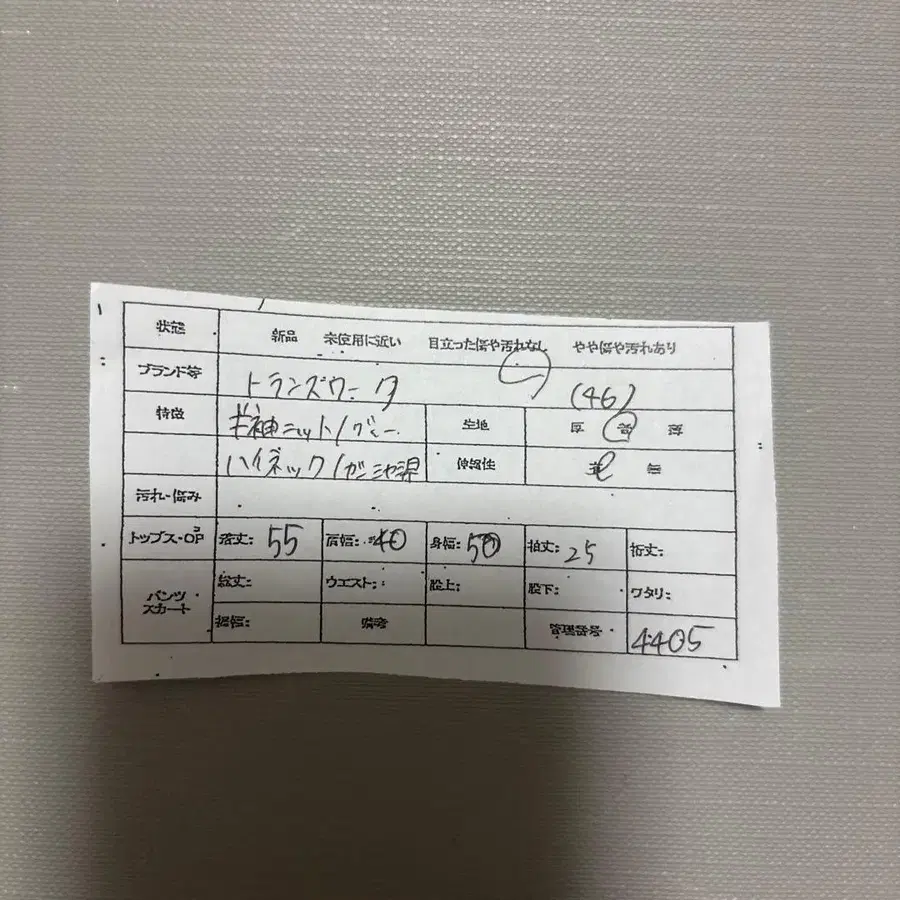 状態 新品 未使用に近い 目立った傷や汚れなし やや傷や汚れあり
ブランド等 トランズワーク (46)
特徴 半袖ニット/グレー 生地 厚 普 薄
ハイネック/ 伸縮性 無
汚れ・傷み
トップス・OP 着丈: 55 肩幅: 40 身幅: 50 袖丈: 25 裄丈:
パンツ 総丈: ウエスト: 股上: 股下: ワタリ:
スカート 裾幅: 備考 管理番号 4405